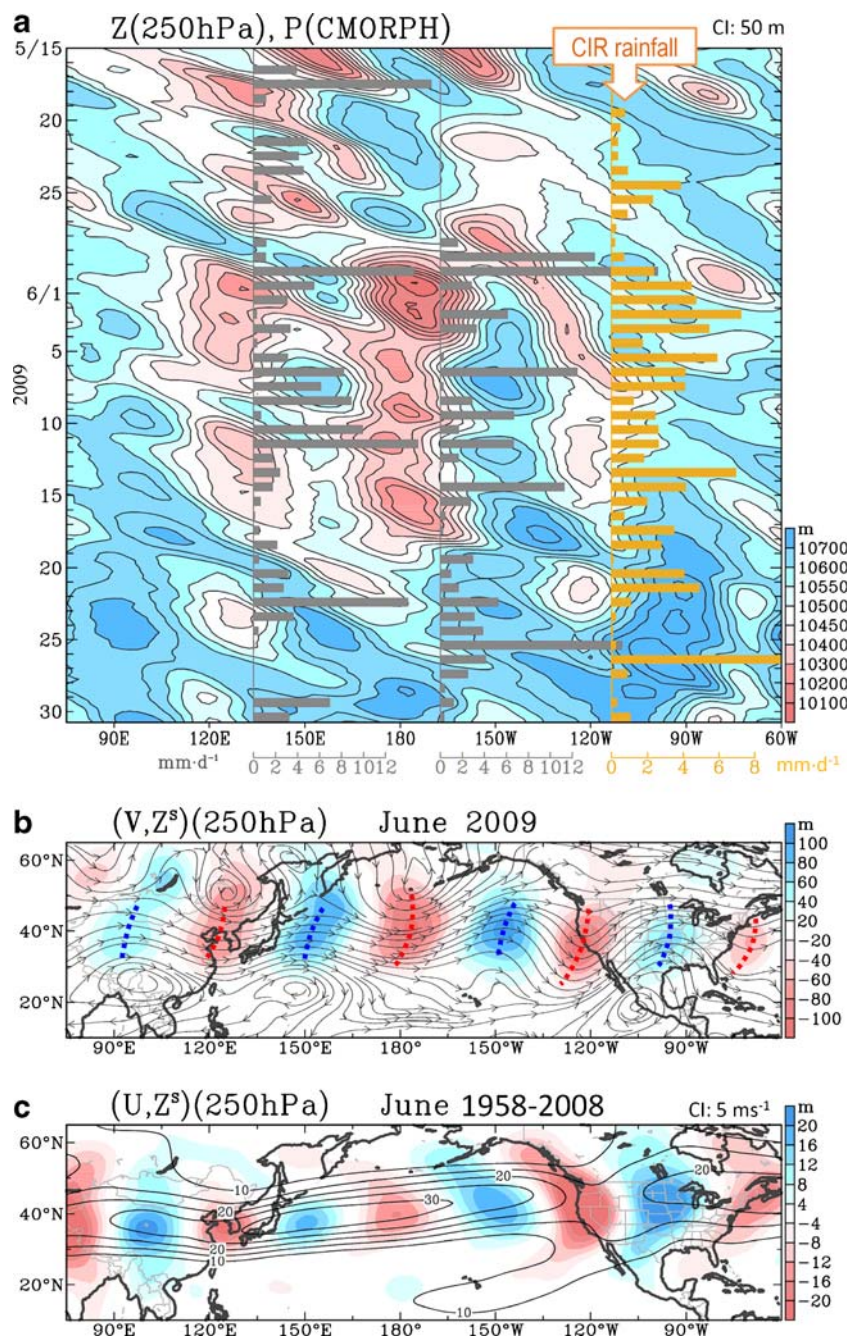 a Z(250hPa), P(CMORPH) CI: 50 m
CIR rainfall
5/15
20
25
6/1
2009
5
10
15
20
25
30
m
10700
10600
10550
10500
10450
10400
10300
10200
10100
90E 120E 150E 180 150W 120W 90W 60W
mm·d⁻¹ 0 2 4 6 8 1012 0 2 4 6 8 1012 0 2 4 6 8 mm·d⁻¹
b (V,Zˢ)(250hPa) June 2009
60°N
40°N
20°N
m
100
80
60
40
20
-20
-40
-60
-80
-100
90°E 120°E 150°E 180° 150°W 120°W 90°W
c (U,Zˢ)(250hPa) June 1958-2008 CI: 5 ms⁻¹
60°N
40°N
20°N
10
20
30
20
10
20
20
10
m
20
16
12
8
4
-4
-8
-12
-16
-20
90°E 120°E 150°E 180° 150°W 120°W 90°W